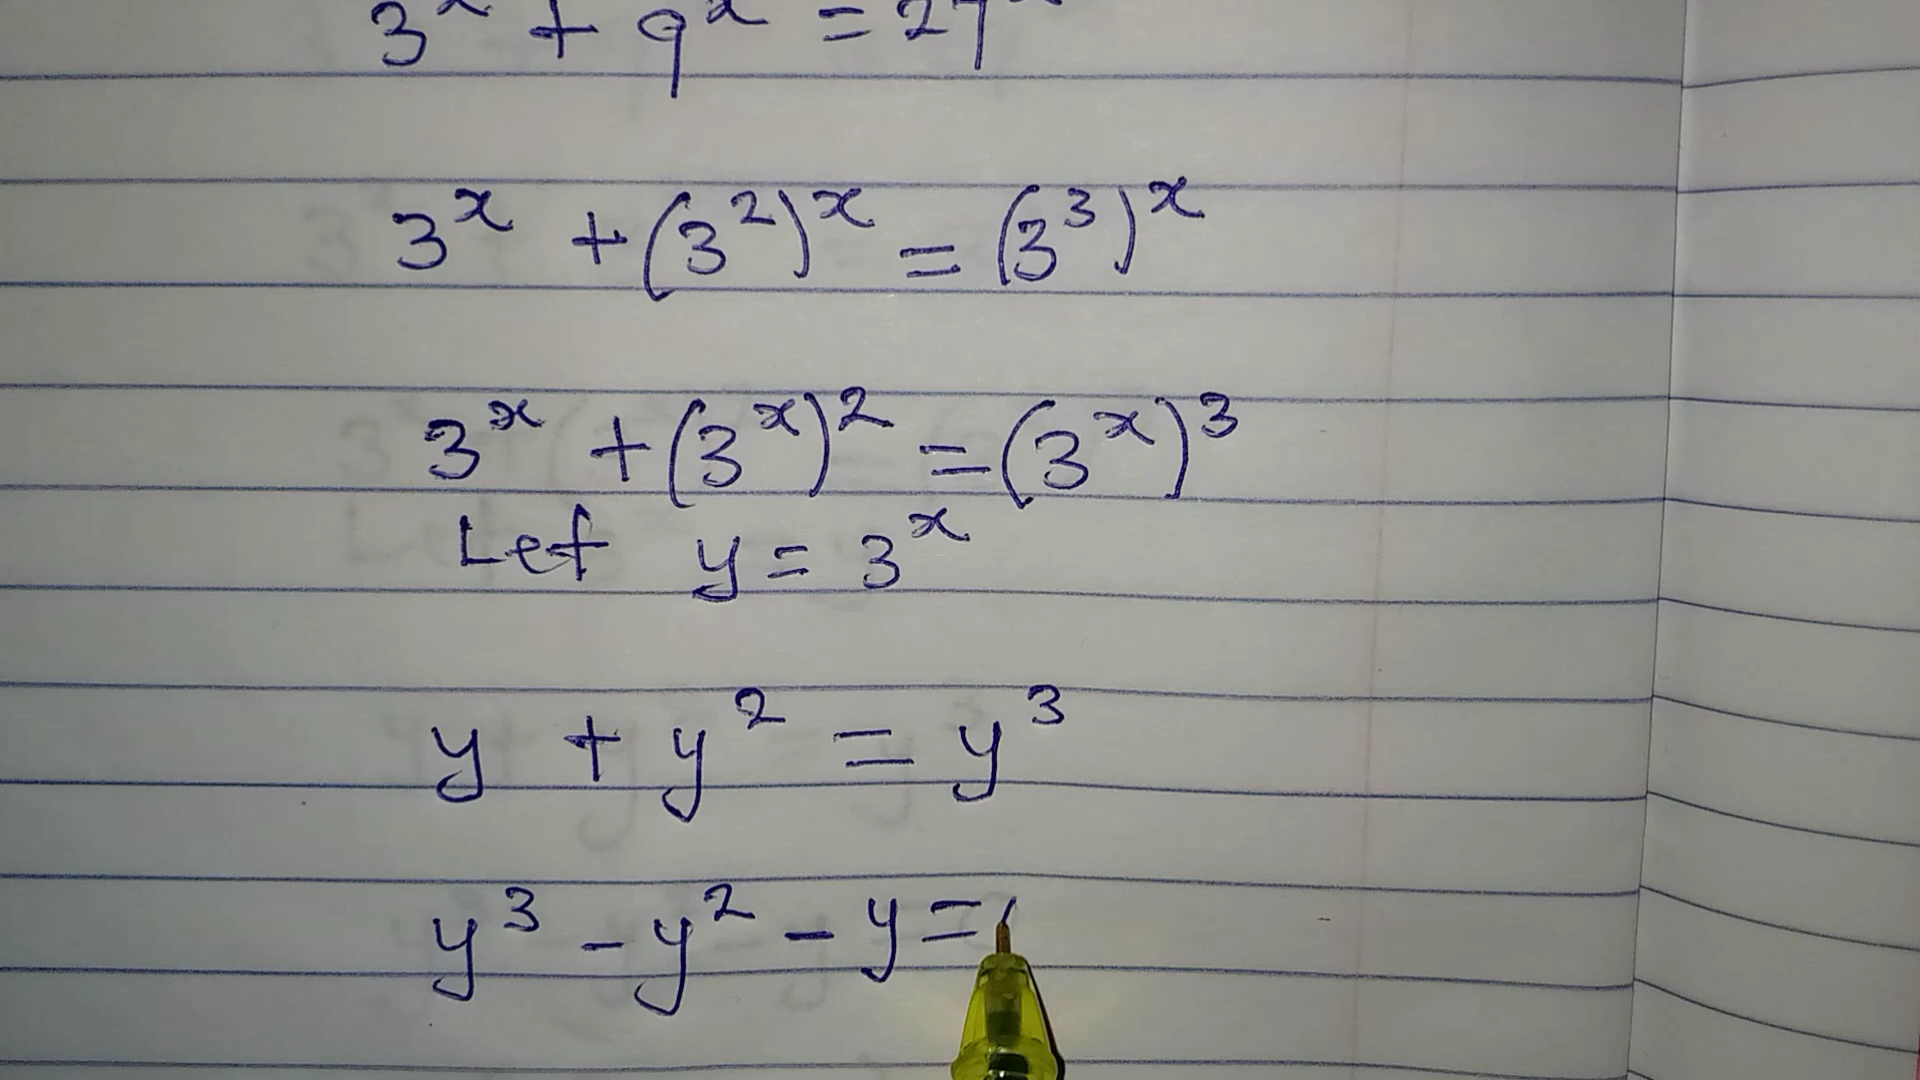 3^x + 9^x = 27^x
3^x + (3^2)^x = (3^3)^x
3^x + (3^x)^2 = (3^x)^3
Let y = 3^x
y + y^2 = y^3
y^3 - y^2 - y =